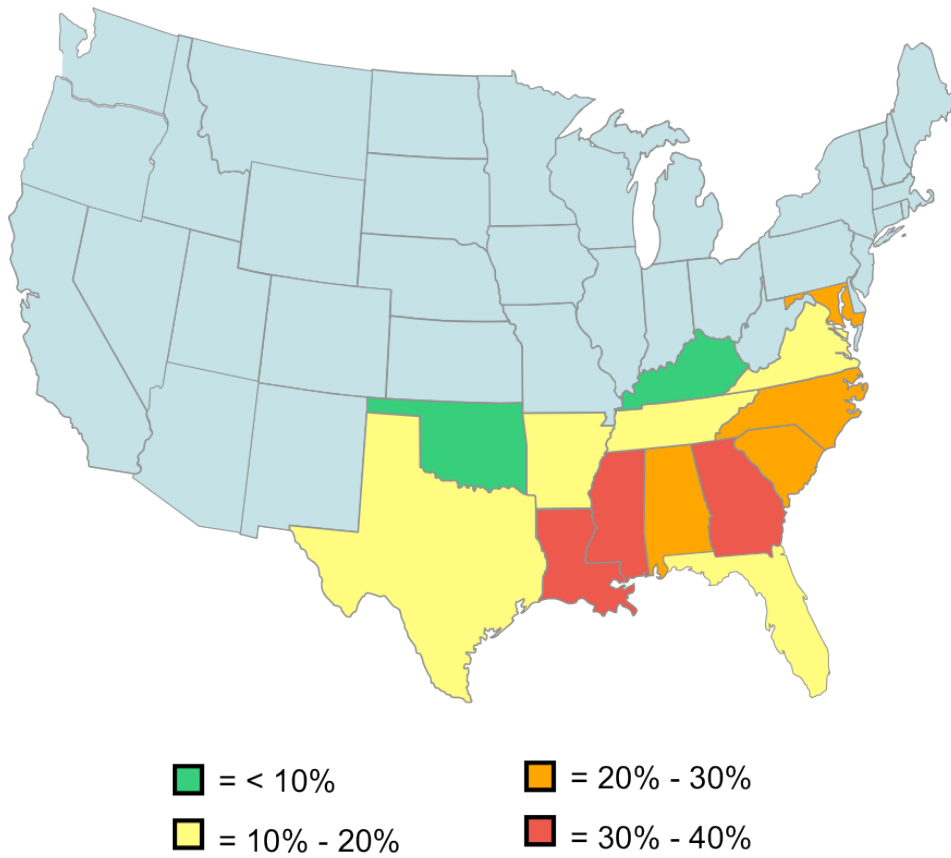 = < 10%
= 20% - 30%
= 10% - 20%
= 30% - 40%